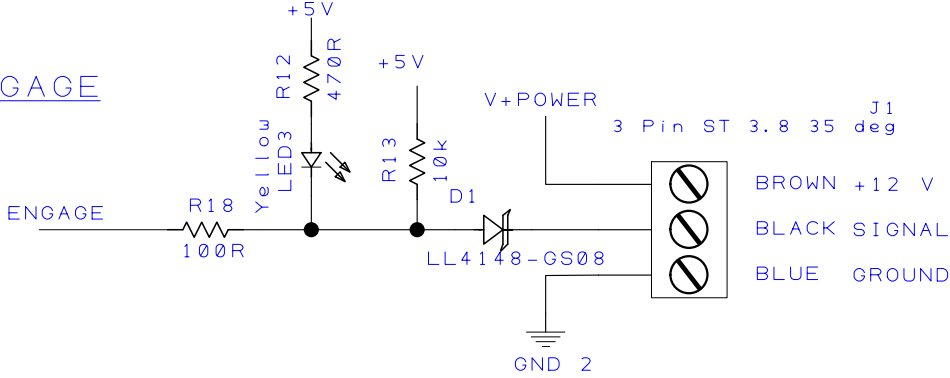 +5V
R12
470R
+5V
GAGE
V+POWER
J1
3 Pin ST 3.8 35 deg
Yellow
LED3
R13
10k
BROWN +12 V
D1
ENGAGE
R18
100R
BLACK SIGNAL
LL4148-GS08
BLUE GROUND
GND 2